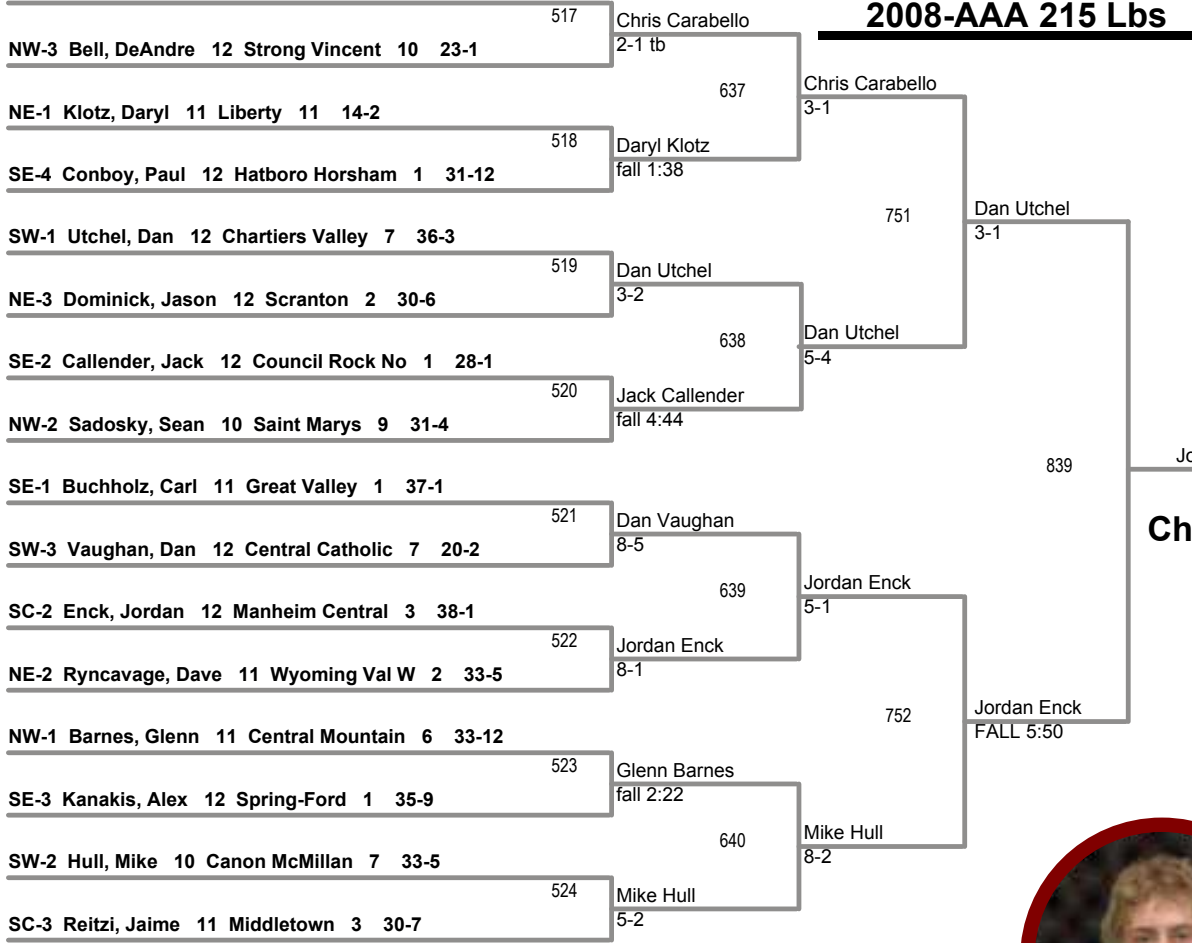 2008-AAA 215 Lbs
517
Chris Carabello
2-1 tb
NW-3 Bell, DeAndre 12 Strong Vincent 10 23-1
637
Chris Carabello
3-1
NE-1 Klotz, Daryl 11 Liberty 11 14-2
518
Daryl Klotz
fall 1:38
SE-4 Conboy, Paul 12 Hatboro Horsham 1 31-12
751
Dan Utchel
3-1
SW-1 Utchel, Dan 12 Chartiers Valley 7 36-3
519
Dan Utchel
3-2
NE-3 Dominick, Jason 12 Scranton 2 30-6
638
Dan Utchel
5-4
SE-2 Callender, Jack 12 Council Rock No 1 28-1
520
Jack Callender
fall 4:44
NW-2 Sadosky, Sean 10 Saint Marys 9 31-4
839
Jo
Ch
SE-1 Buchholz, Carl 11 Great Valley 1 37-1
521
Dan Vaughan
8-5
SW-3 Vaughan, Dan 12 Central Catholic 7 20-2
639
Jordan Enck
5-1
SC-2 Enck, Jordan 12 Manheim Central 3 38-1
522
Jordan Enck
8-1
NE-2 Ryncavage, Dave 11 Wyoming Val W 2 33-5
752
Jordan Enck
FALL 5:50
NW-1 Barnes, Glenn 11 Central Mountain 6 33-12
523
Glenn Barnes
fall 2:22
SE-3 Kanakis, Alex 12 Spring-Ford 1 35-9
640
Mike Hull
8-2
SW-2 Hull, Mike 10 Canon McMillan 7 33-5
524
Mike Hull
5-2
SC-3 Reitzi, Jaime 11 Middletown 3 30-7